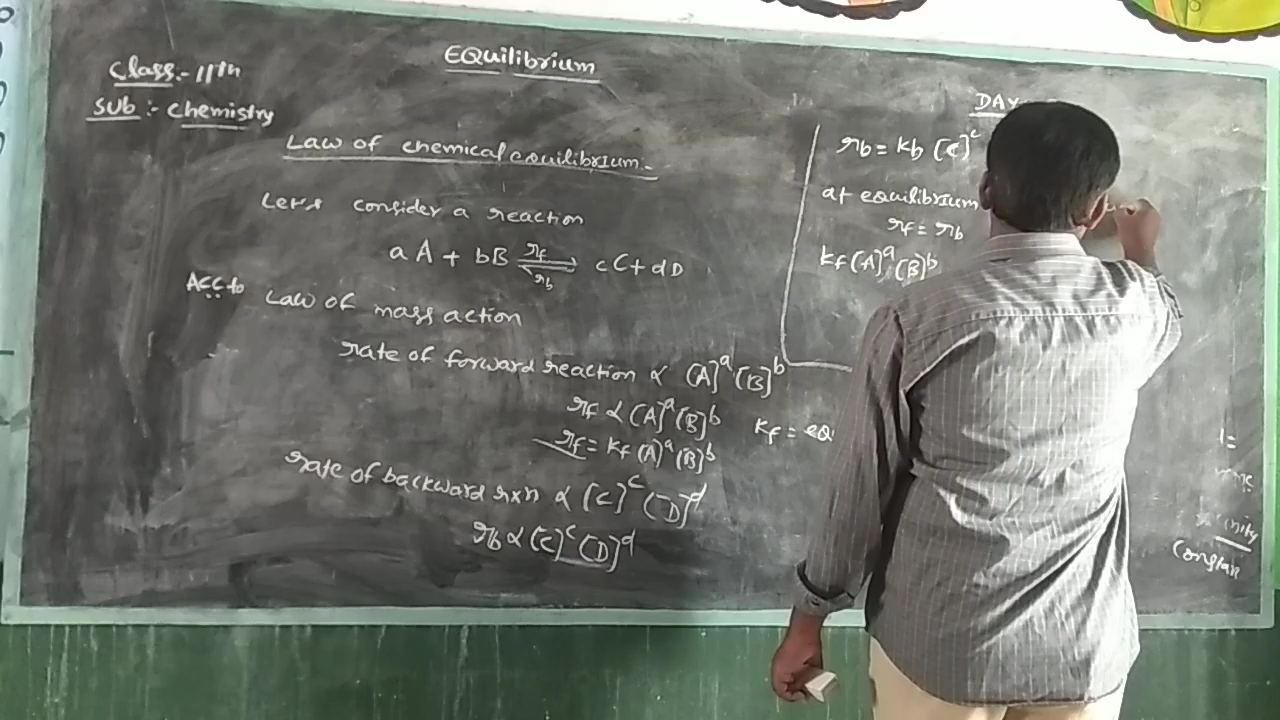 EQUilibrium
Class:- 11th
Sub :- Chemistry
Law of chemical equilibrium:-
Let's consider a reaction
aA + bB ⇌ cC + dD
rf
rb
Acc to Law of mass action
rate of forward reaction ∝ [A]^a [B]^b
rf ∝ [A]^a [B]^b
rf = Kf [A]^a [B]^b
rate of backward rxn ∝ [C]^c [D]^d
rb ∝ [C]^c [D]^d
DAY
rb = Kb [C]^c
at equilibrium
rf = rb
Kf [A]^a [B]^b
Kf = eq